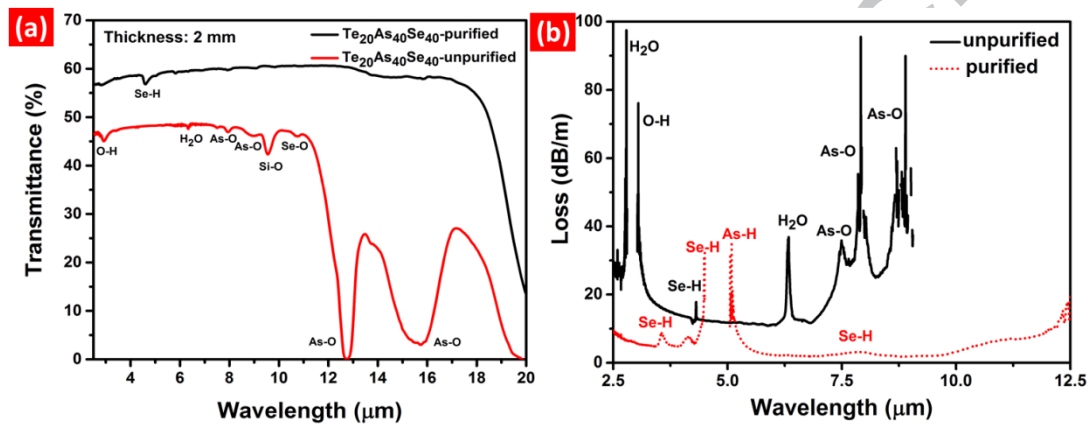 (a)
Thickness: 2 mm
Te20As40Se40-purified
Te20As40Se40-unpurified
Transmittance (%)
70
60
50
40
30
20
10
0
Se-H
O-H
H2O
As-O
As-O
Si-O
Se-O
As-O
As-O
4
6
8
10
12
14
16
18
20
Wavelength (μm)
(b)
unpurified
purified
Loss (dB/m)
100
80
60
40
20
0
H2O
O-H
Se-H
Se-H
Se-H
As-H
H2O
As-O
As-O
As-O
Se-H
2.5
5.0
7.5
10.0
12.5
Wavelength (μm)